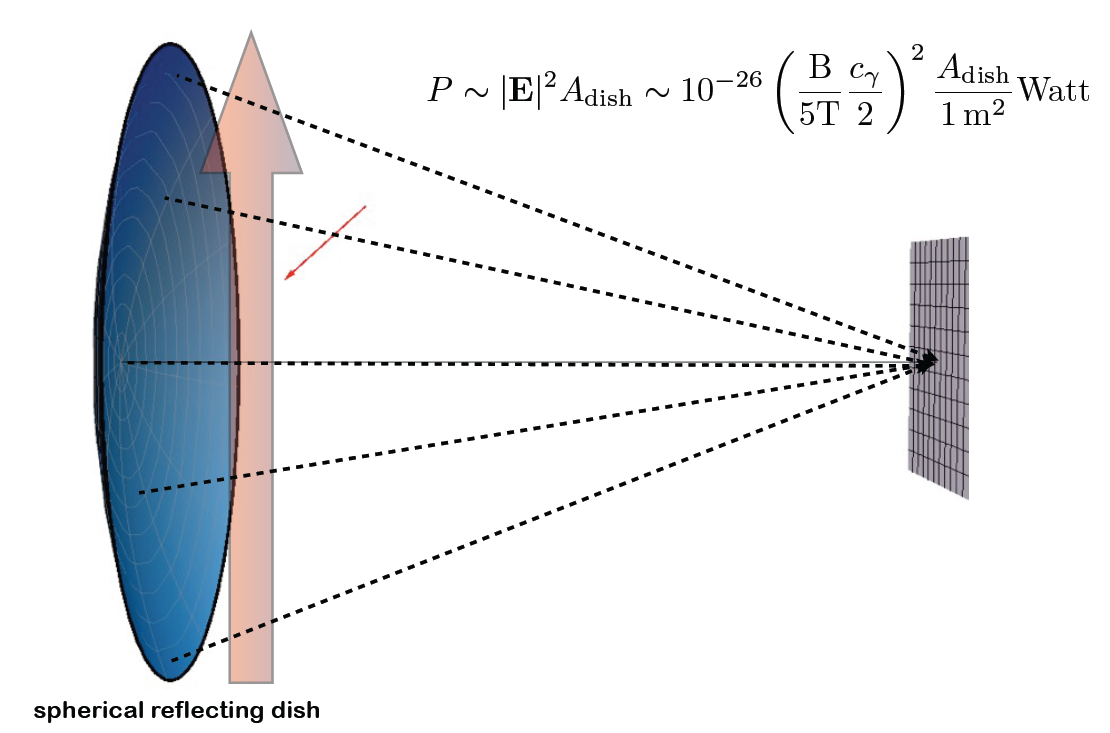 P ∼ |E|² A_dish ∼ 10⁻²⁶ (B/5T c_γ/2)² A_dish/1 m² Watt
spherical reflecting dish